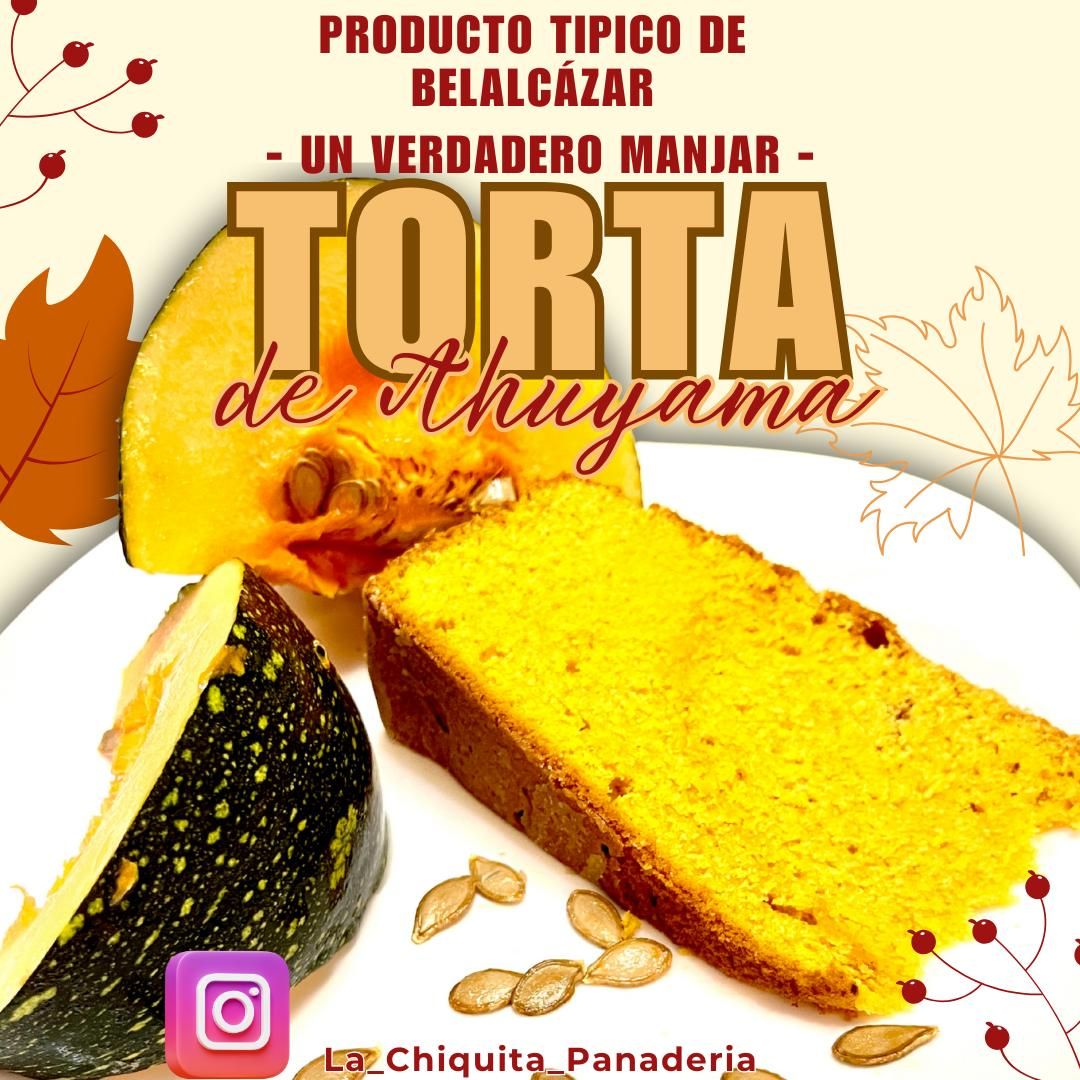 PRODUCTO TIPICO DE
BELALCÁZAR
- UN VERDADERO MANJAR -
TORTA
de Ahuyama
La_Chiquita_Panaderia